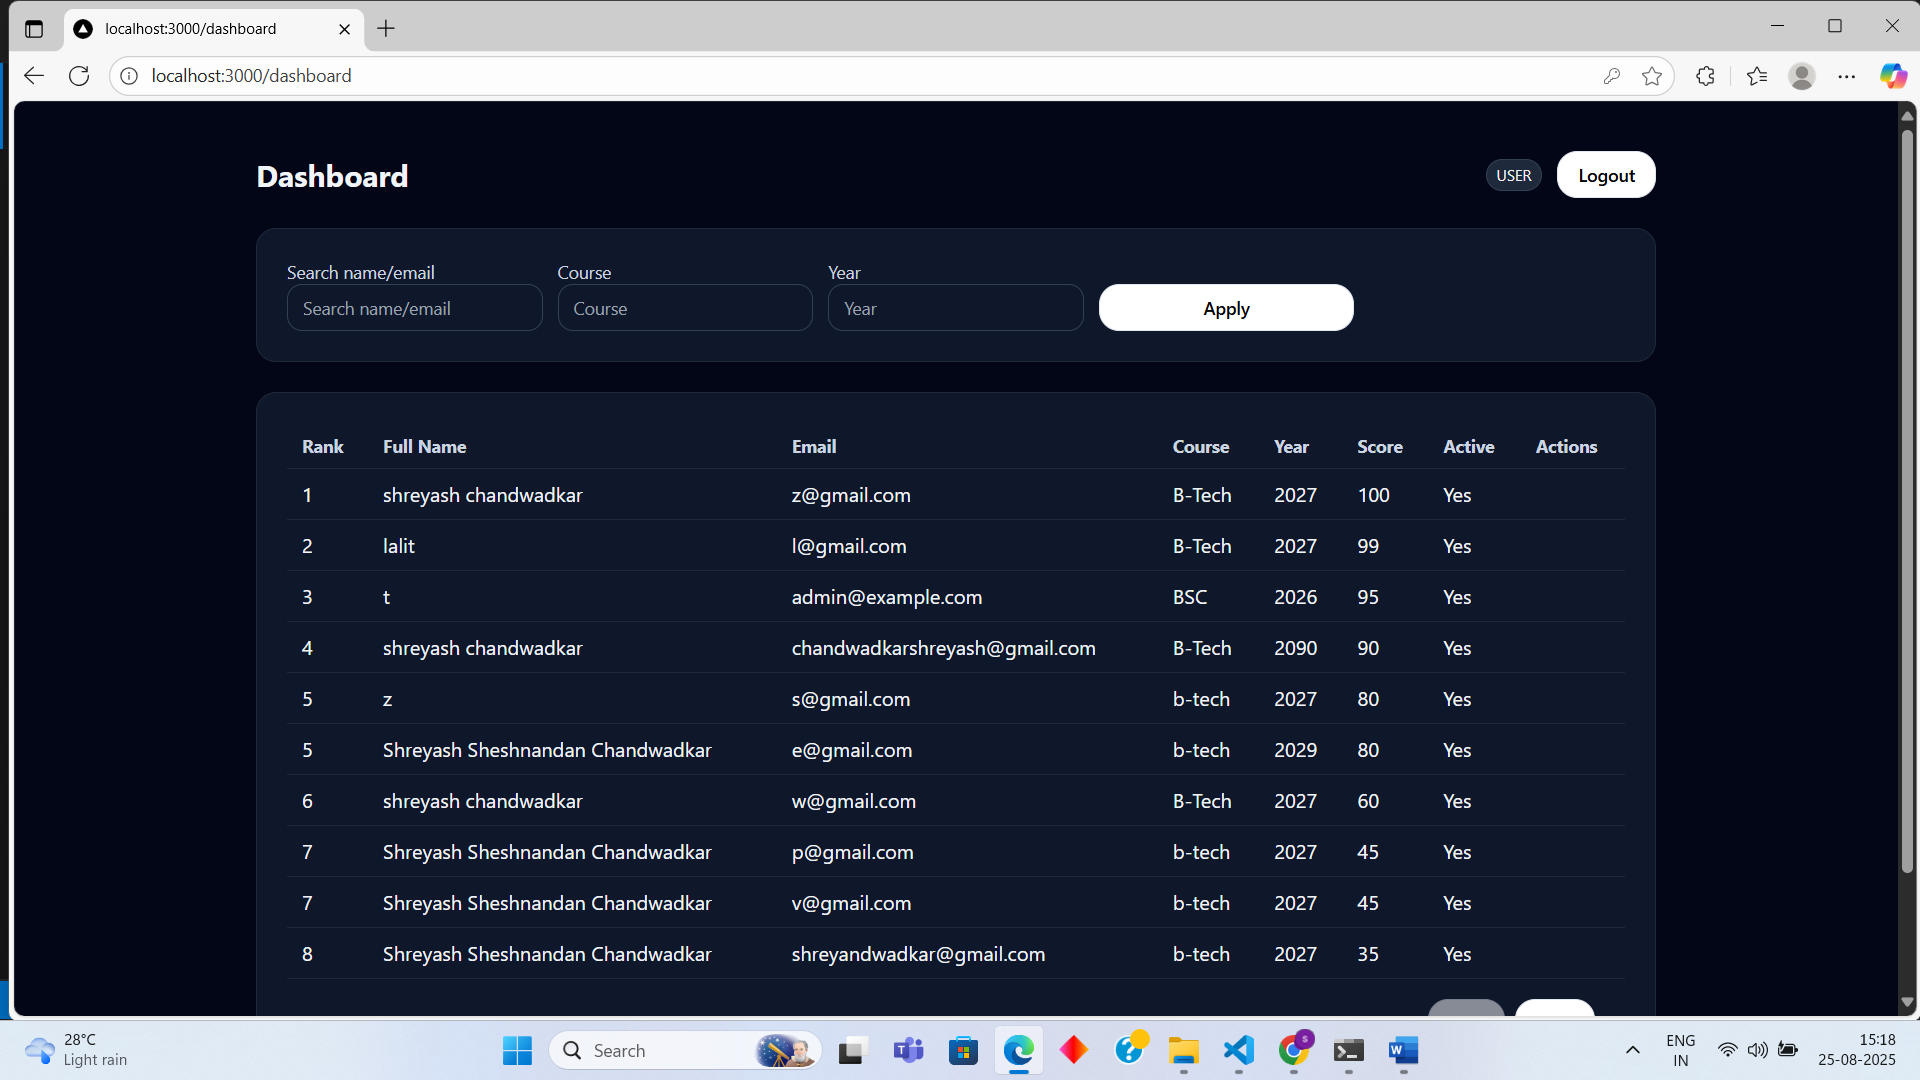 localhost:3000/dashboard
localhost:3000/dashboard
Dashboard
USER
Logout
Search name/email Course Year
Search name/email Course Year Apply
Rank Full Name Email Course Year Score Active Actions
1 shreyash chandwadkar z@gmail.com B-Tech 2027 100 Yes
2 lalit l@gmail.com B-Tech 2027 99 Yes
3 t admin@example.com BSC 2026 95 Yes
4 shreyash chandwadkar chandwadkarshreyash@gmail.com B-Tech 2090 90 Yes
5 z s@gmail.com b-tech 2027 80 Yes
5 Shreyash Sheshnandan Chandwadkar e@gmail.com b-tech 2029 80 Yes
6 shreyash chandwadkar w@gmail.com B-Tech 2027 60 Yes
7 Shreyash Sheshnandan Chandwadkar p@gmail.com b-tech 2027 45 Yes
7 Shreyash Sheshnandan Chandwadkar v@gmail.com b-tech 2027 45 Yes
8 Shreyash Sheshnandan Chandwadkar shreyandwadkar@gmail.com b-tech 2027 35 Yes
28°C
Light rain
Search
ENG
IN
15:18
25-08-2025